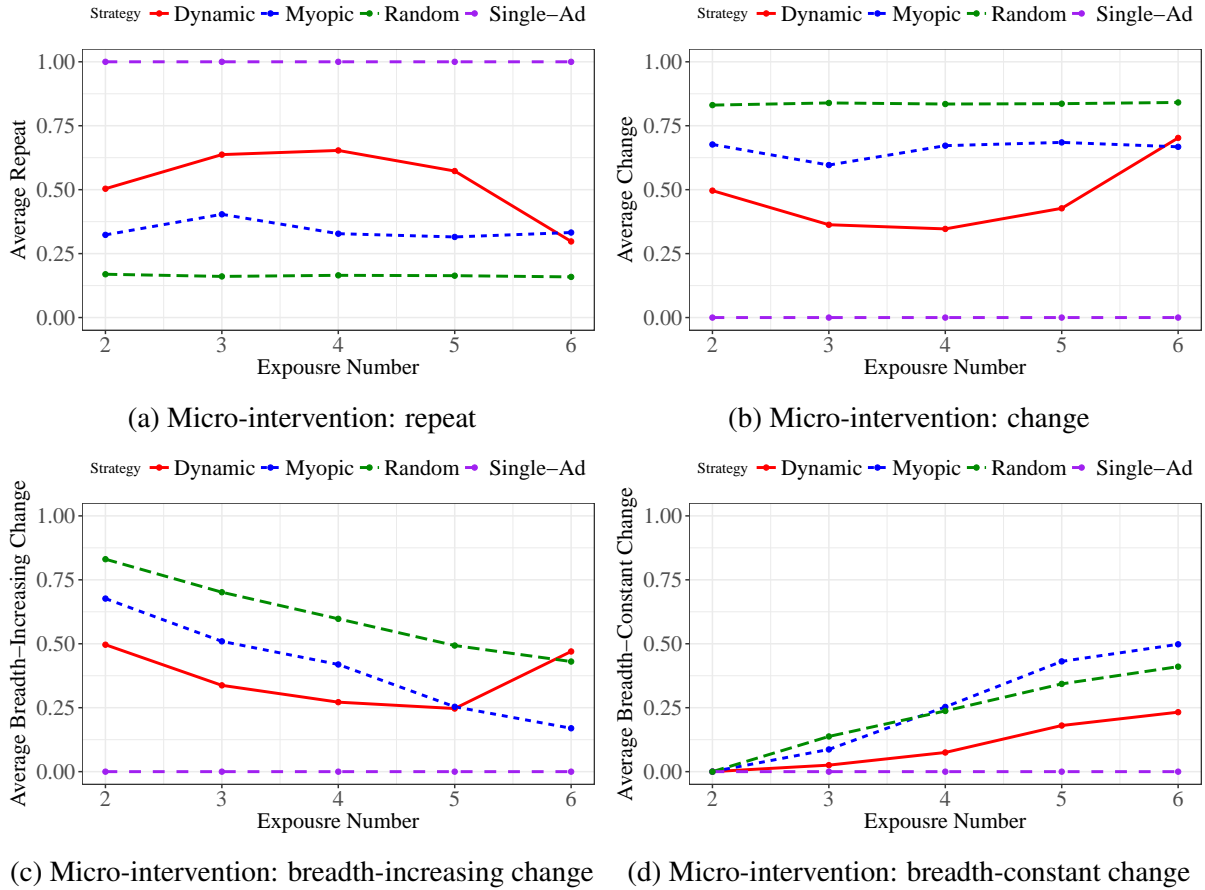 Strategy Dynamic Myopic Random Single−Ad
Average Repeat
1.00
0.75
0.50
0.25
0.00
2 3 4 5 6
Expousre Number
(a) Micro-intervention: repeat
Strategy Dynamic Myopic Random Single−Ad
Average Change
1.00
0.75
0.50
0.25
0.00
2 3 4 5 6
Expousre Number
(b) Micro-intervention: change
Strategy Dynamic Myopic Random Single−Ad
Average Breadth−Increasing Change
1.00
0.75
0.50
0.25
0.00
2 3 4 5 6
Expousre Number
(c) Micro-intervention: breadth-increasing change
Strategy Dynamic Myopic Random Single−Ad
Average Breadth−Constant Change
1.00
0.75
0.50
0.25
0.00
2 3 4 5 6
Expousre Number
(d) Micro-intervention: breadth-constant change